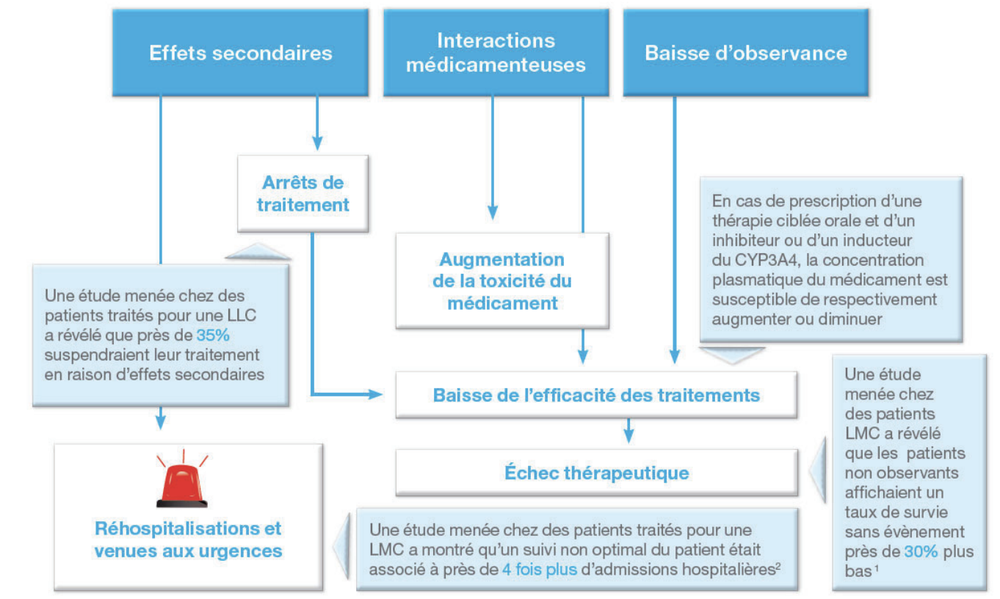 Effets secondaires
Interactions
médicamenteuses
Baisse d’observance
Arrêts de
traitement
En cas de prescription d’une
thérapie ciblée orale et d’un
inhibiteur ou d’un inducteur
du CYP3A4, la concentration
plasmatique du médicament est
susceptible de respectivement
augmenter ou diminuer
Augmentation
de la toxicité du
médicament
Une étude menée chez des
patients traités pour une LLC
a révélé que près de 35%
suspendraient leur traitement
en raison d’effets secondaires
Baisse de l’efficacité des traitements
Une étude
menée chez
des patients
LMC a révélé
que les patients
non observants
affichaient un
taux de survie
sans évènement
près de 30% plus
bas¹
Échec thérapeutique
Réhospitalisations et
venues aux urgences
Une étude menée chez des patients traités pour une
LMC a montré qu’un suivi non optimal du patient était
associé à près de 4 fois plus d’admissions hospitalières²